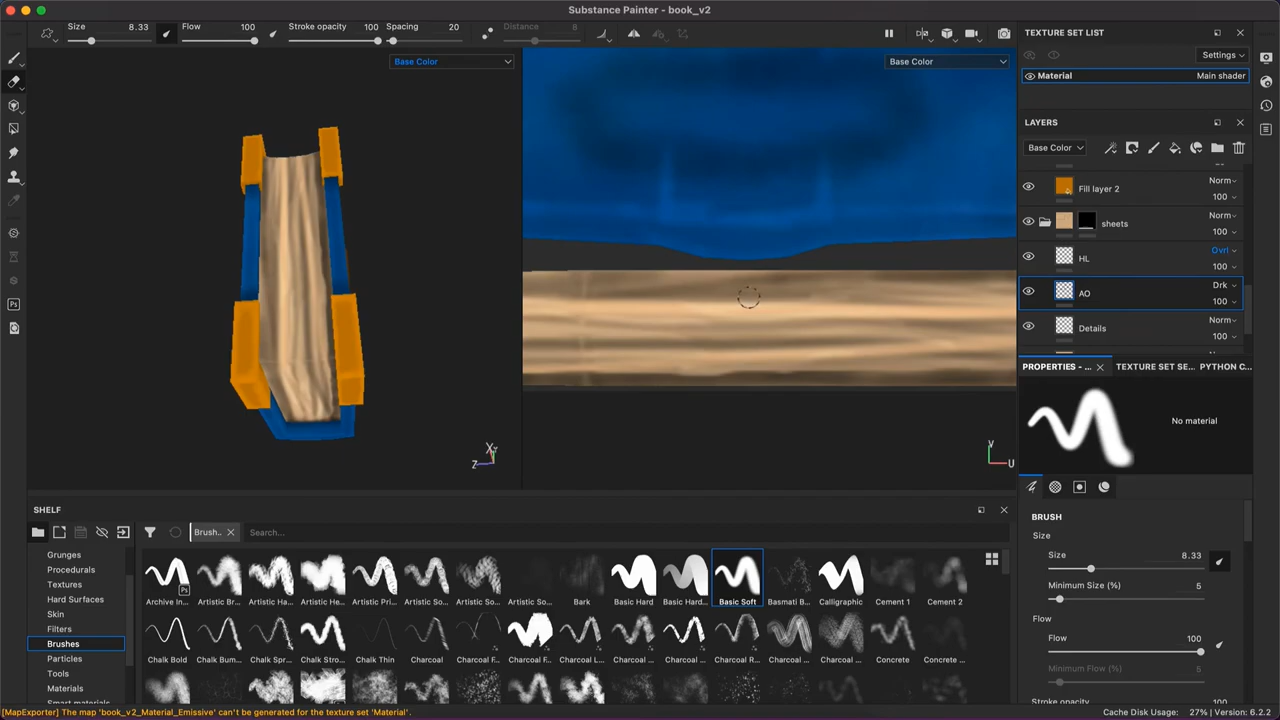 Substance Painter - book_v2
Size 8.33 Flow 100 Stroke opacity 100 Spacing 20 Distance 8
Base Color
Base Color
Z
U
TEXTURE SET LIST
Settings
Material Main shader
LAYERS
Base Color
Fill layer 2 Norm 100
sheets Norm 100
HL Ovrl 100
AO Drk 100
Details Norm
PROPERTIES - ... TEXTURE SET SE... PYTHON C...
No material
BRUSH
Size
Size 8.33
Minimum Size (%) 5
Flow
Flow 100
Minimum Flow (%) 5
Stroke opacity
SHELF
Brush.. Search...
Grunges
Procedurals
Textures
Hard Surfaces
Skin
Filters
Brushes
Particles
Tools
Materials
Smart materials
Archive In... Artistic Br... Artistic Ha... Artistic He... Artistic Pri... Artistic So... Artistic So... Artistic So... Bark Basic Hard Basic Hard... Basic Soft Basmati B... Calligraphic Cement 1 Cement 2
Chalk Bold Chalk Bum... Chalk Spr... Chalk Stro... Chalk Thin Charcoal Charcoal F... Charcoal F... Charcoal L... Charcoal ... Charcoal ... Charcoal R... Charcoal ... Charcoal ... Concrete Concrete ...
[MapExporter] The map 'book_v2_Material_Emissive' can't be generated for the texture set 'Material'.
Cache Disk Usage: 27% | Version: 6.2.2